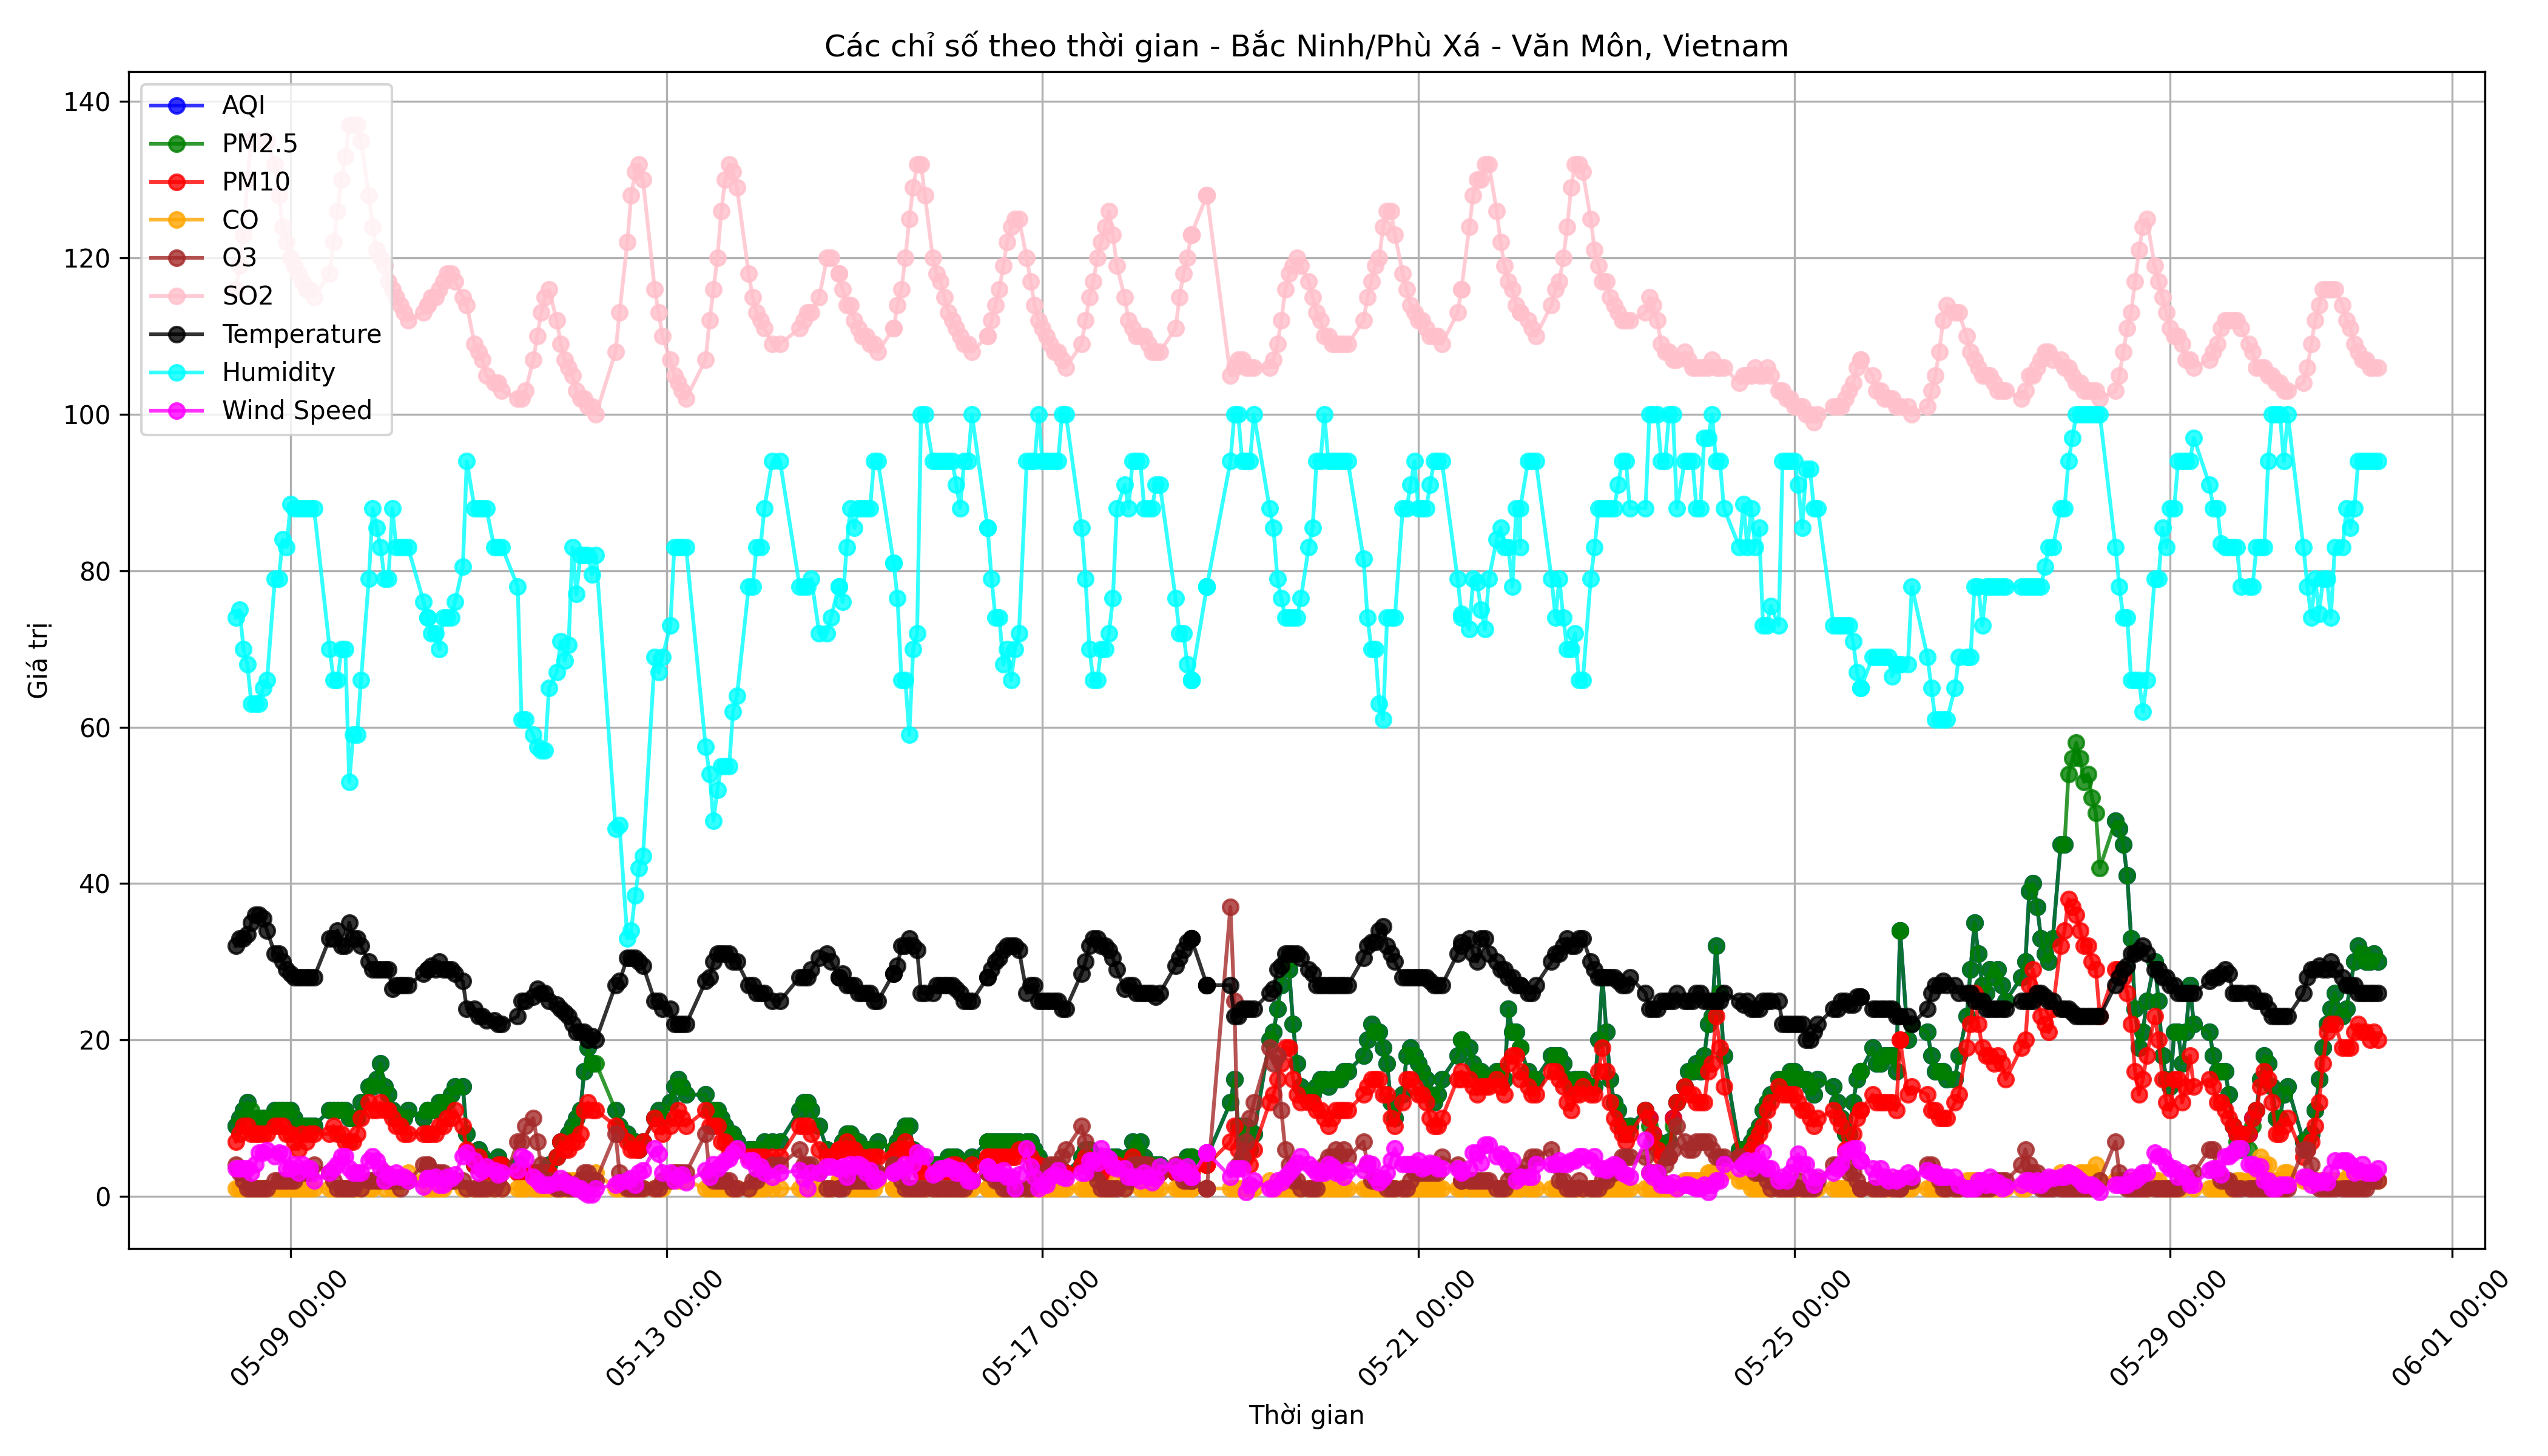 Các chỉ số theo thời gian - Bắc Ninh/Phù Xá - Văn Môn, Vietnam
AQI
PM2.5
PM10
CO
O3
SO2
Temperature
Humidity
Wind Speed
Giá trị
140
120
100
80
60
40
20
0
05-09 00:00
05-13 00:00
05-17 00:00
05-21 00:00
05-25 00:00
05-29 00:00
06-01 00:00
Thời gian